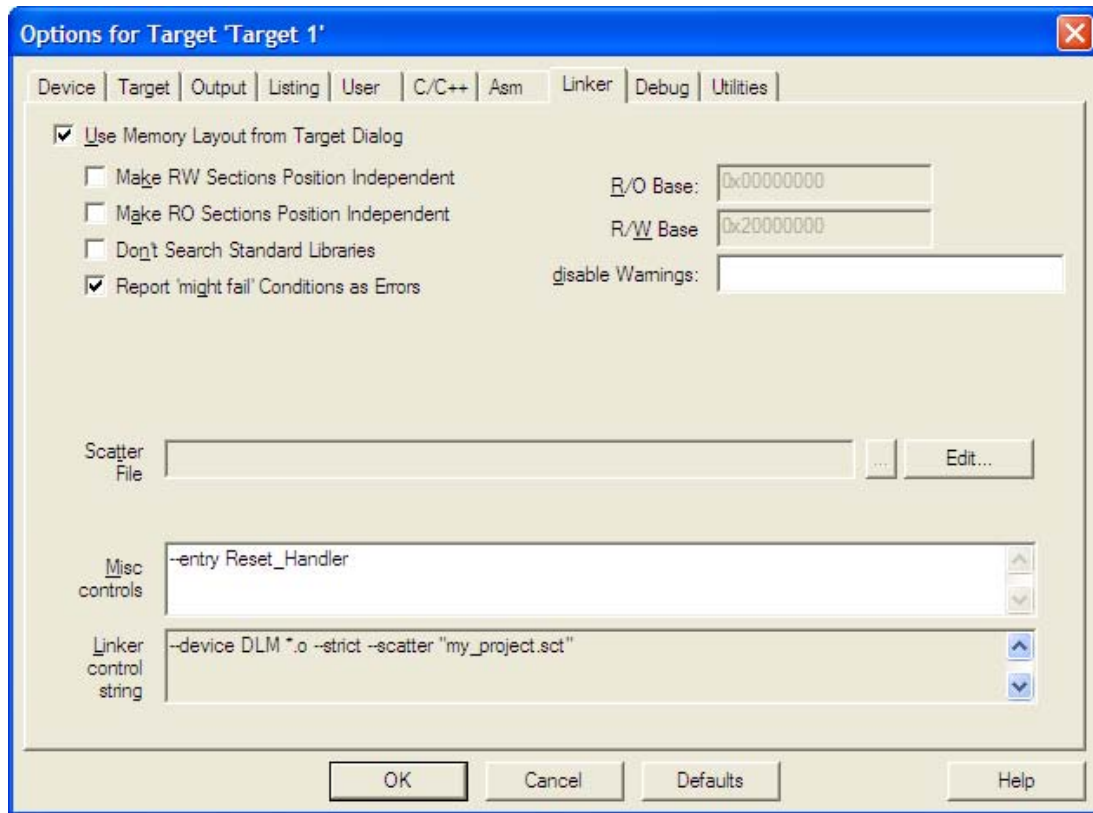 Options for Target 'Target 1'
Device Target Output Listing User C/C++ Asm Linker Debug Utilities
Use Memory Layout from Target Dialog
Make RW Sections Position Independent
Make RO Sections Position Independent
Don't Search Standard Libraries
Report 'might fail' Conditions as Errors
R/O Base: 0x00000000
R/W Base 0x20000000
disable Warnings:
Scatter
File
... Edit...
Misc
controls
--entry Reset_Handler
Linker
control
string
--device DLM *.o --strict --scatter "my_project.sct"
OK Cancel Defaults Help